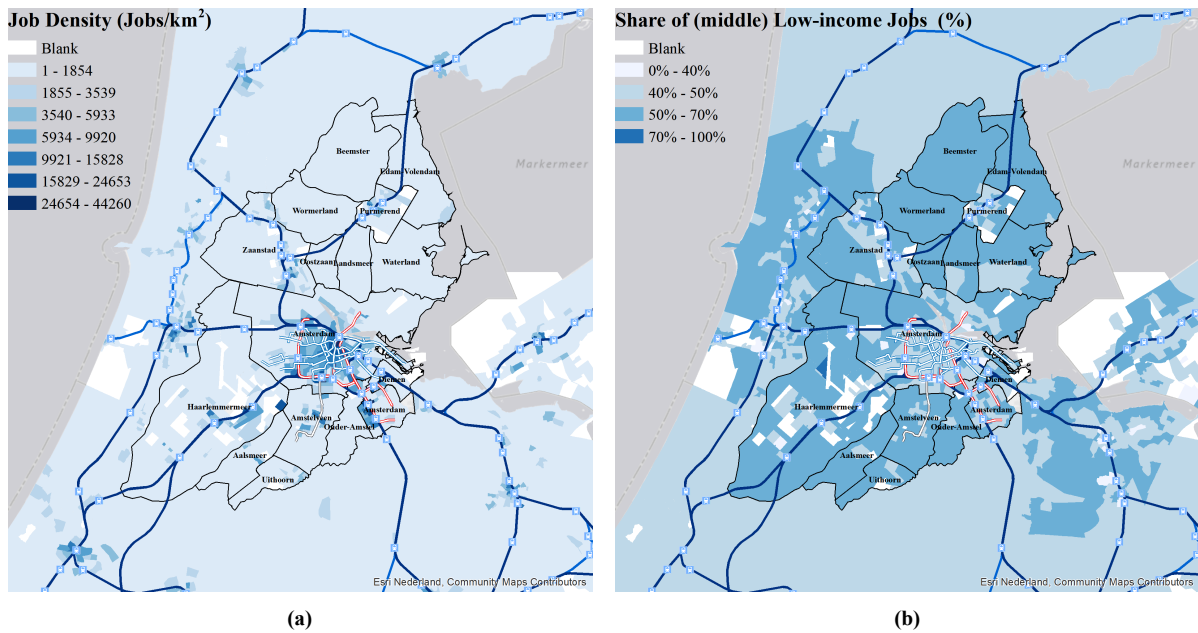 Job Density (Jobs/km²)
Blank
1 - 1854
1855 - 3539
3540 - 5933
5934 - 9920
9921 - 15828
15829 - 24653
24654 - 44260
Beemster
Edam-Volendam
Wormerland
Purmerend
Zaanstad
Oostzaan
Landsmeer
Waterland
Markermeer
Amsterdam
Diemen
Haarlemmermeer
Amstelveen
Amsterdam
Ouder-Amstel
Aalsmeer
Uithoorn
Esri Nederland, Community Maps Contributors
(a)
Share of (middle) Low-income Jobs (%)
Blank
0% - 40%
40% - 50%
50% - 70%
70% - 100%
Beemster
Edam-Volendam
Wormerland
Purmerend
Zaanstad
Oostzaan
Landsmeer
Waterland
Markermeer
Amsterdam
Diemen
Haarlemmermeer
Amstelveen
Amsterdam
Ouder-Amstel
Aalsmeer
Uithoorn
Esri Nederland, Community Maps Contributors
(b)